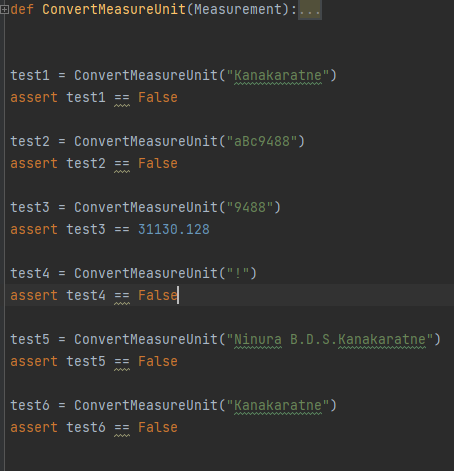 def ConvertMeasureUnit(Measurement):...
test1 = ConvertMeasureUnit("Kanakaratne")
assert test1 == False
test2 = ConvertMeasureUnit("aBc9488")
assert test2 == False
test3 = ConvertMeasureUnit("9488")
assert test3 == 31130.128
test4 = ConvertMeasureUnit("!")
assert test4 == False
test5 = ConvertMeasureUnit("Ninura B.D.S.Kanakaratne")
assert test5 == False
test6 = ConvertMeasureUnit("Kanakaratne")
assert test6 == False